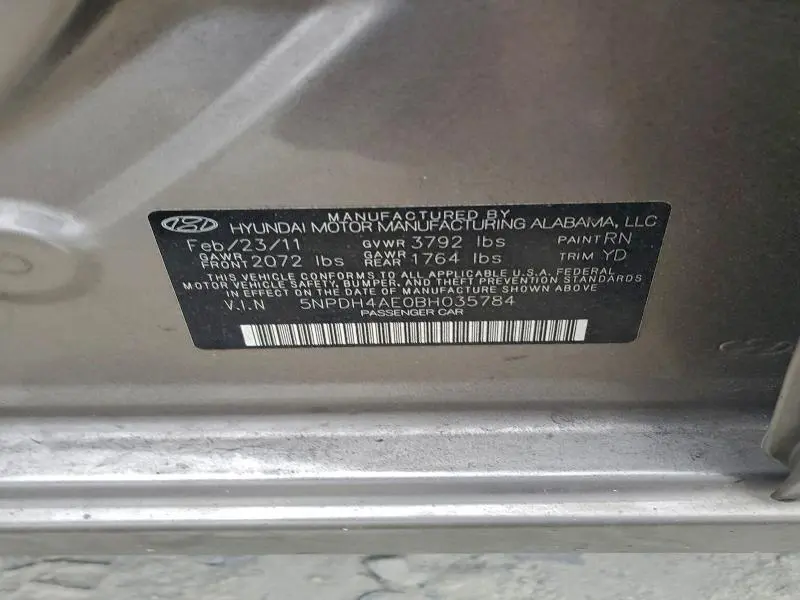 MANUFACTURED BY
HYUNDAI MOTOR MANUFACTURING ALABAMA, LLC
Feb/23/11 GVWR 3792 lbs PAINT RN
GAWR FRONT 2072 lbs GAWR REAR 1764 lbs TRIM YD
THIS VEHICLE CONFORMS TO ALL APPLICABLE U.S.A. FEDERAL
MOTOR VEHICLE SAFETY, BUMPER, AND THEFT PREVENTION STANDARDS
IN EFFECT ON THE DATE OF MANUFACTURE SHOWN ABOVE.
V.I.N 5NPDH4AE0BH035784
PASSENGER CAR